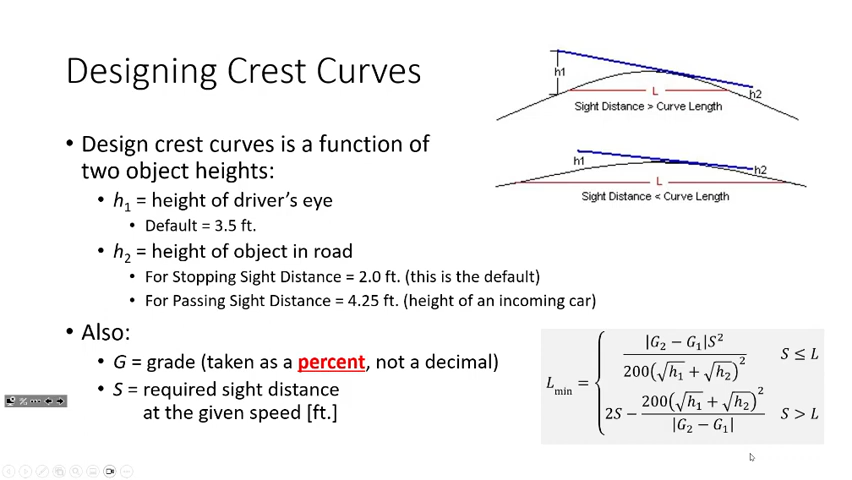 Designing Crest Curves
• Design crest curves is a function of
two object heights:
• h₁ = height of driver's eye
• Default = 3.5 ft.
• h₂ = height of object in road
• For Stopping Sight Distance = 2.0 ft. (this is the default)
• For Passing Sight Distance = 4.25 ft. (height of an incoming car)
• Also:
• G = grade (taken as a percent, not a decimal)
• S = required sight distance
at the given speed [ft.]
h1
L
h2
Sight Distance > Curve Length
h1
L
h2
Sight Distance < Curve Length
L_min = { |G₂ − G₁|S² / 200(√h₁ + √h₂)² S ≤ L
2S − 200(√h₁ + √h₂)² / |G₂ − G₁| S > L